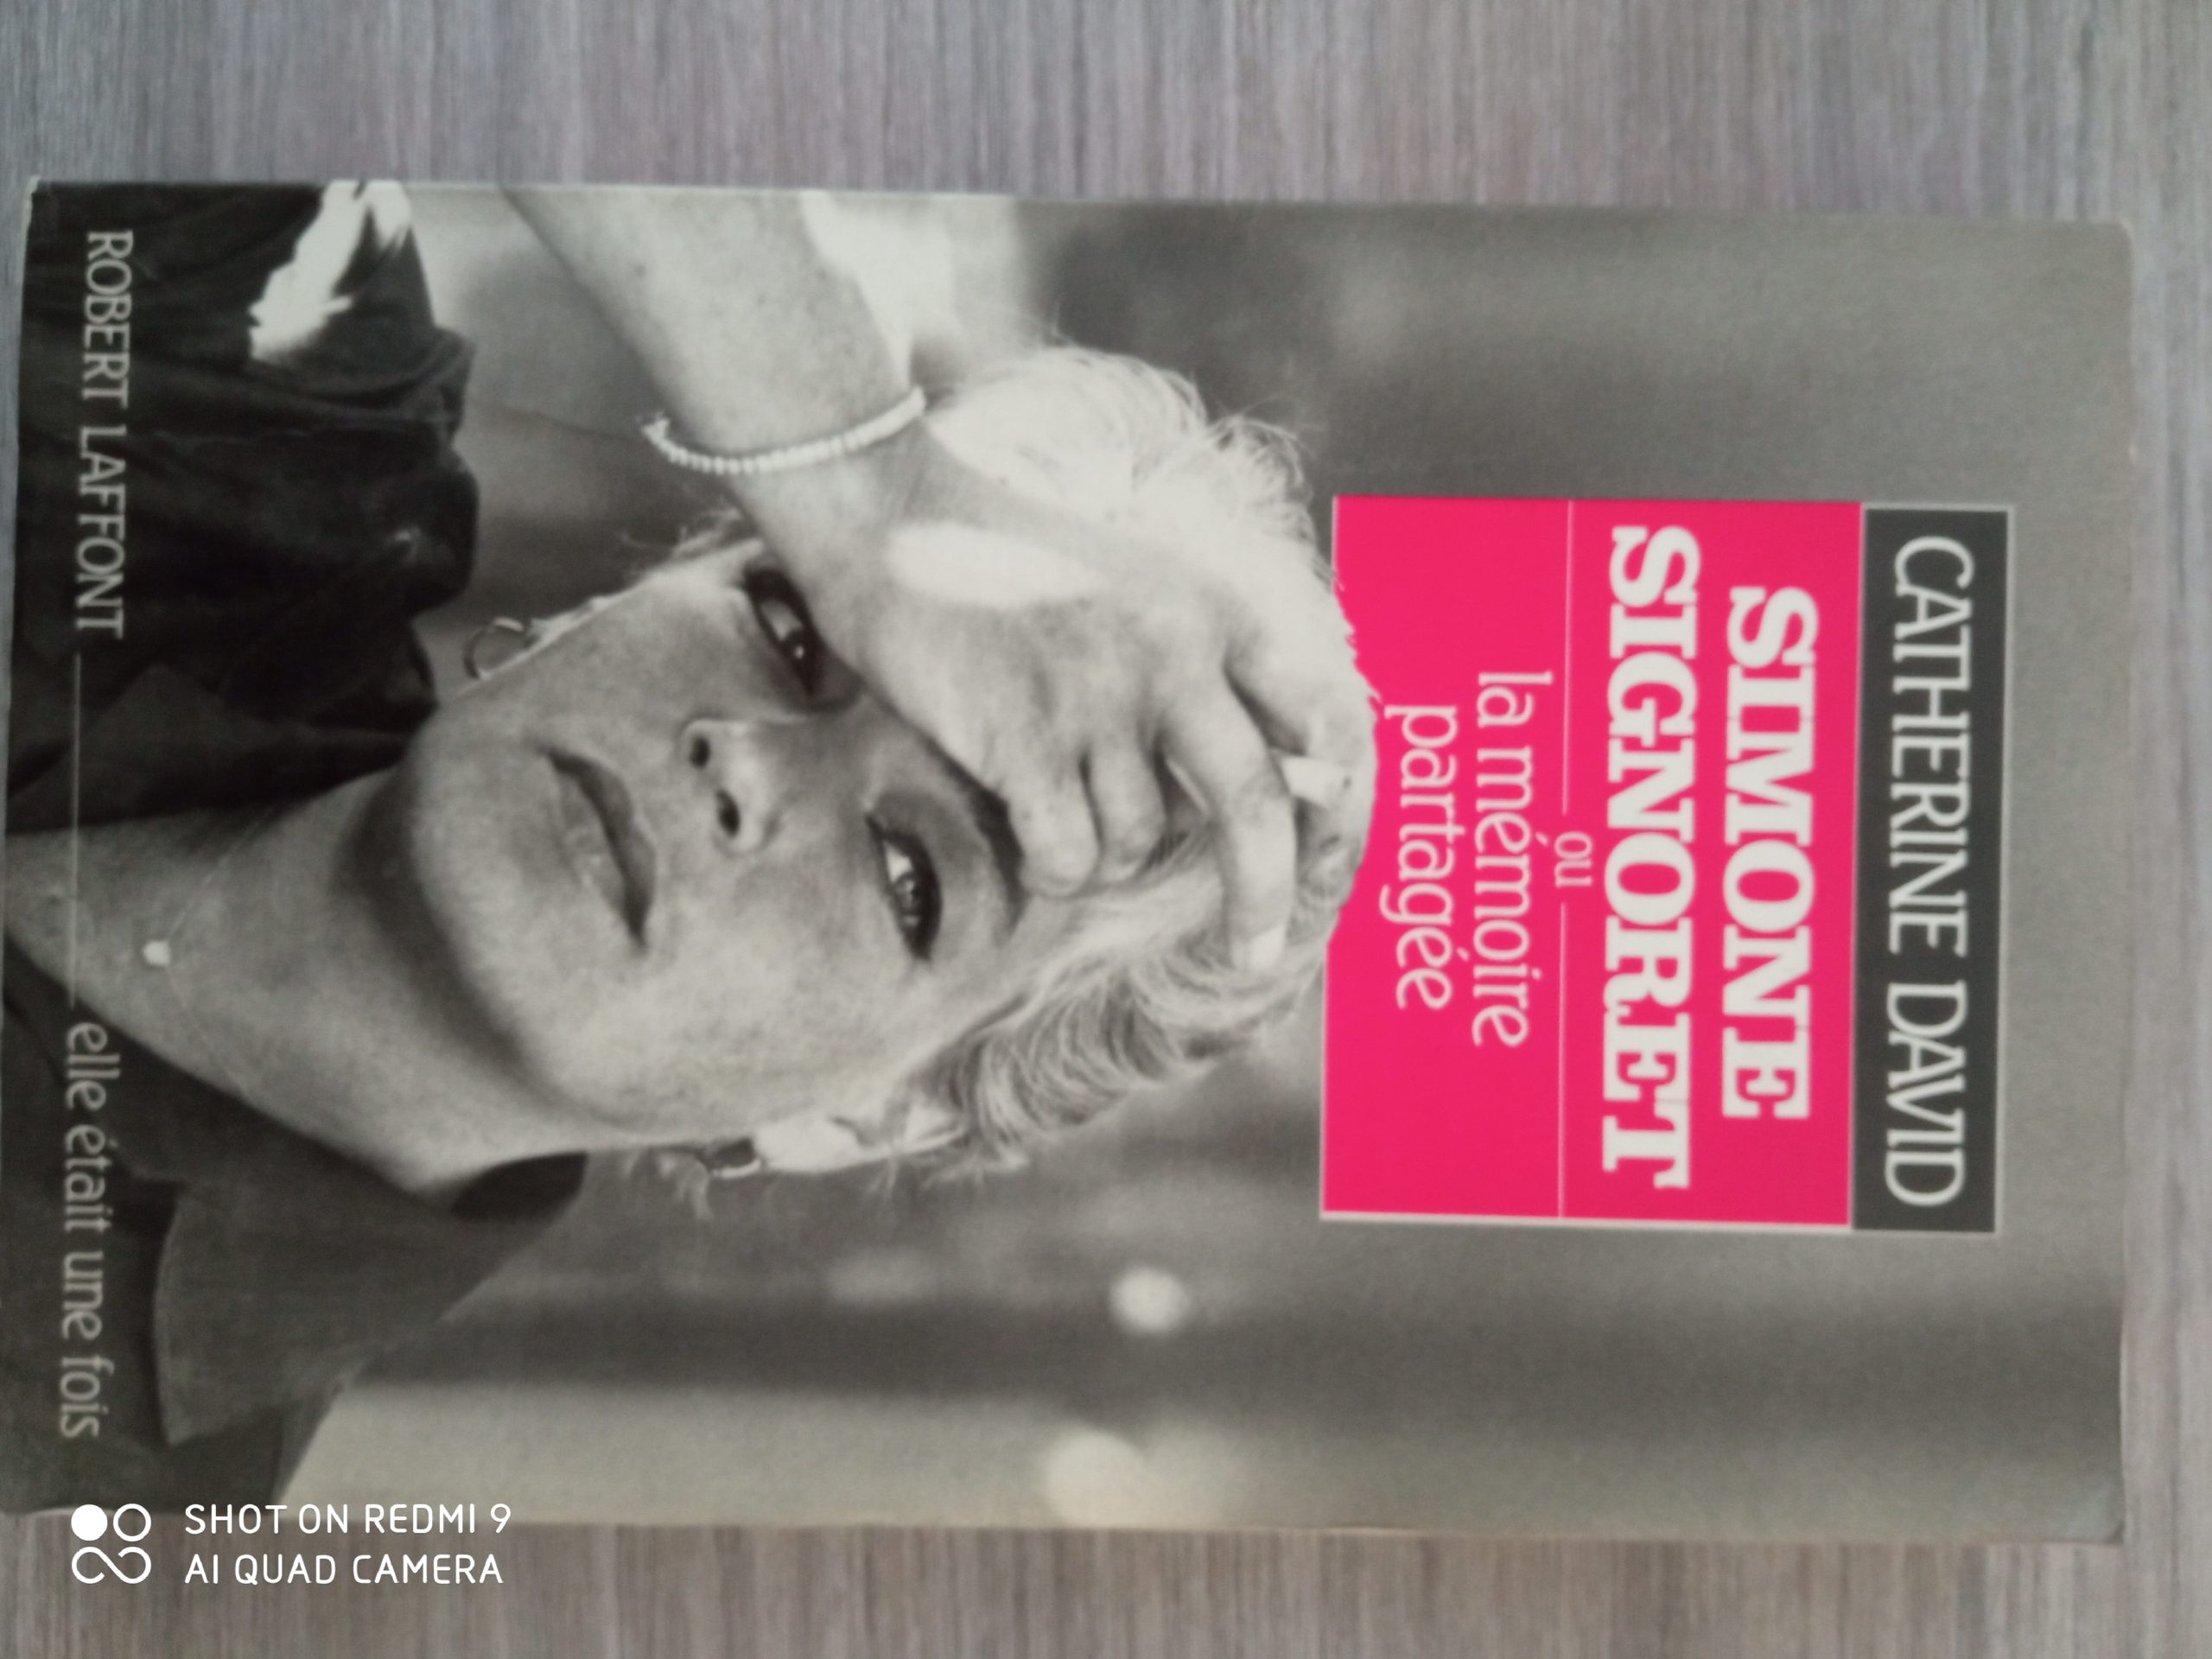 CATHERINE DAVID
SIMONE
SIGNORET
ou
la mémoire
partagée
ROBERT LAFFONT
elle était une fois
SHOT ON REDMI 9
AI QUAD CAMERA